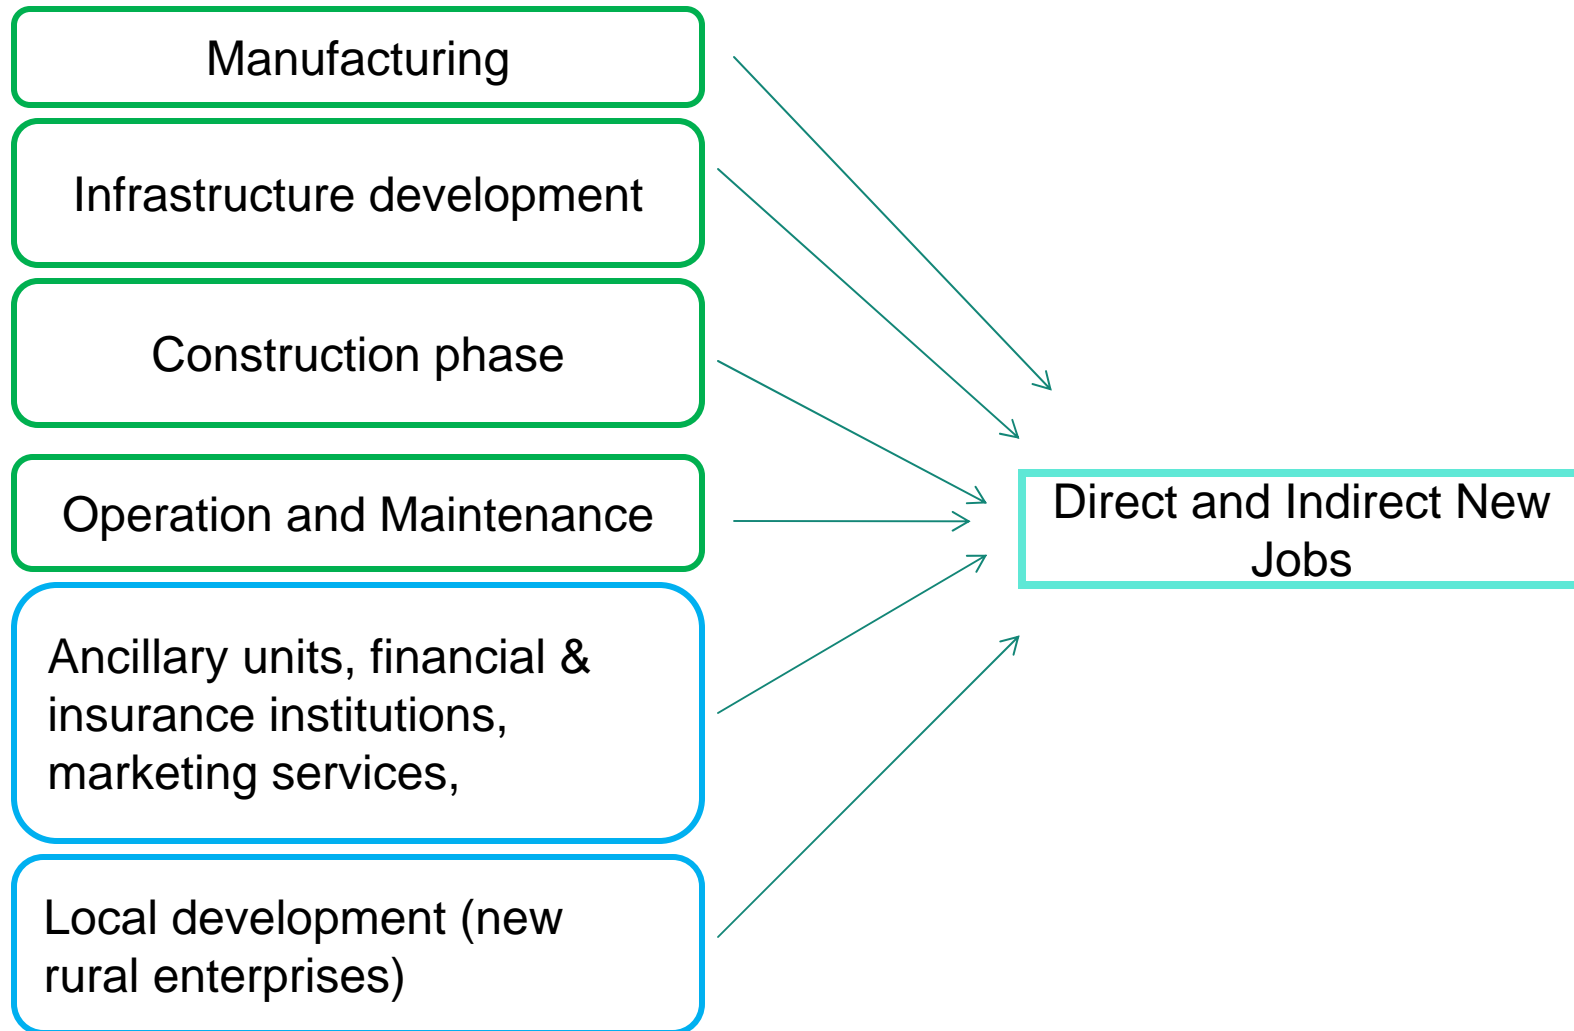 Manufacturing
Infrastructure development
Construction phase
Operation and Maintenance
Ancillary units, financial &
insurance institutions,
marketing services,
Local development (new
rural enterprises)
Direct and Indirect New
Jobs